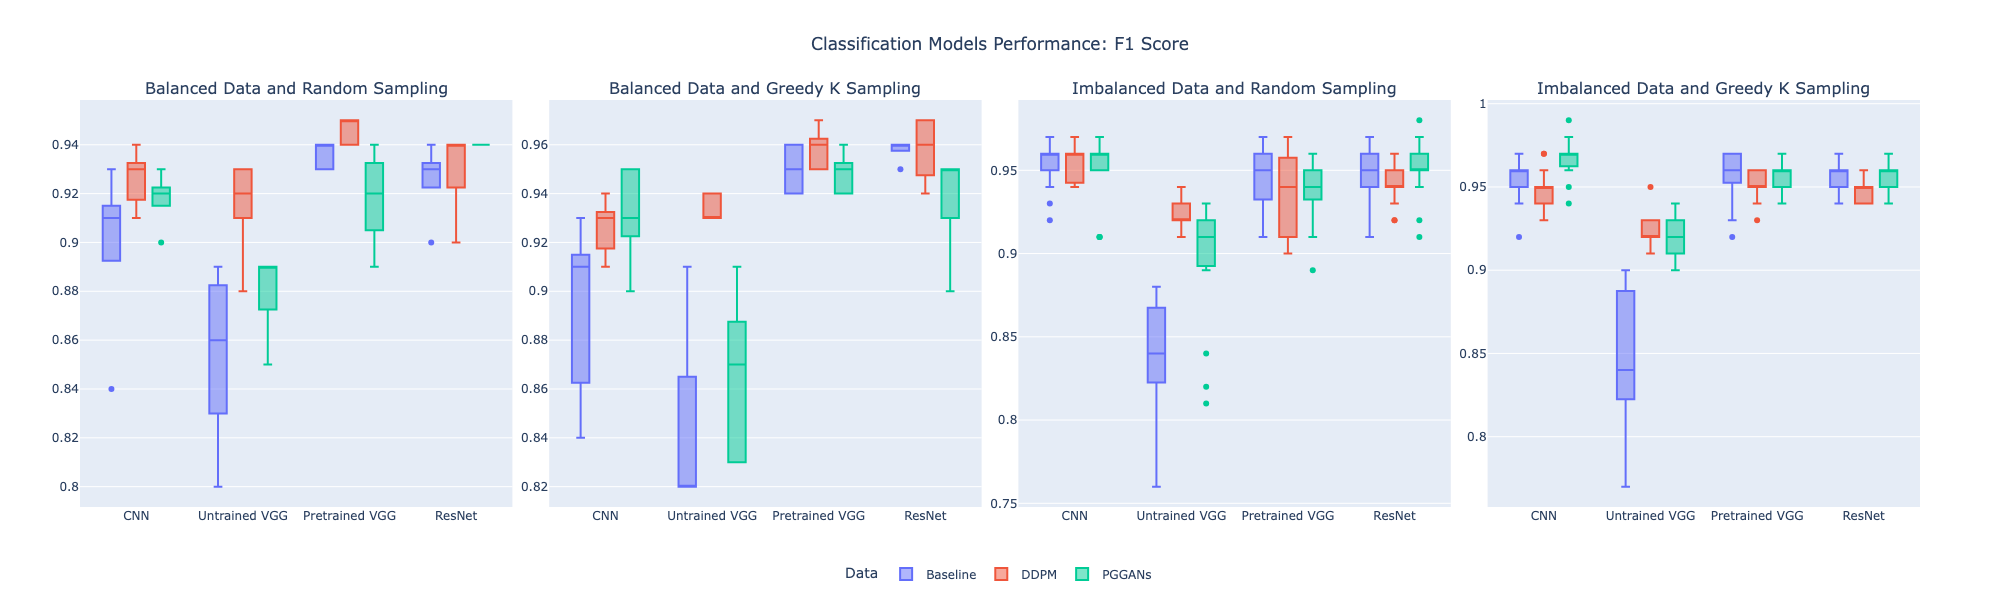 Classification Models Performance: F1 Score
Balanced Data and Random Sampling
0.94
0.92
0.9
0.88
0.86
0.84
0.82
0.8
CNN
Untrained VGG
Pretrained VGG
ResNet
Balanced Data and Greedy K Sampling
0.96
0.94
0.92
0.9
0.88
0.86
0.84
0.82
CNN
Untrained VGG
Pretrained VGG
ResNet
Imbalanced Data and Random Sampling
0.95
0.9
0.85
0.8
0.75
CNN
Untrained VGG
Pretrained VGG
ResNet
Imbalanced Data and Greedy K Sampling
1
0.95
0.9
0.85
0.8
CNN
Untrained VGG
Pretrained VGG
ResNet
Data Baseline DDPM PGGANs